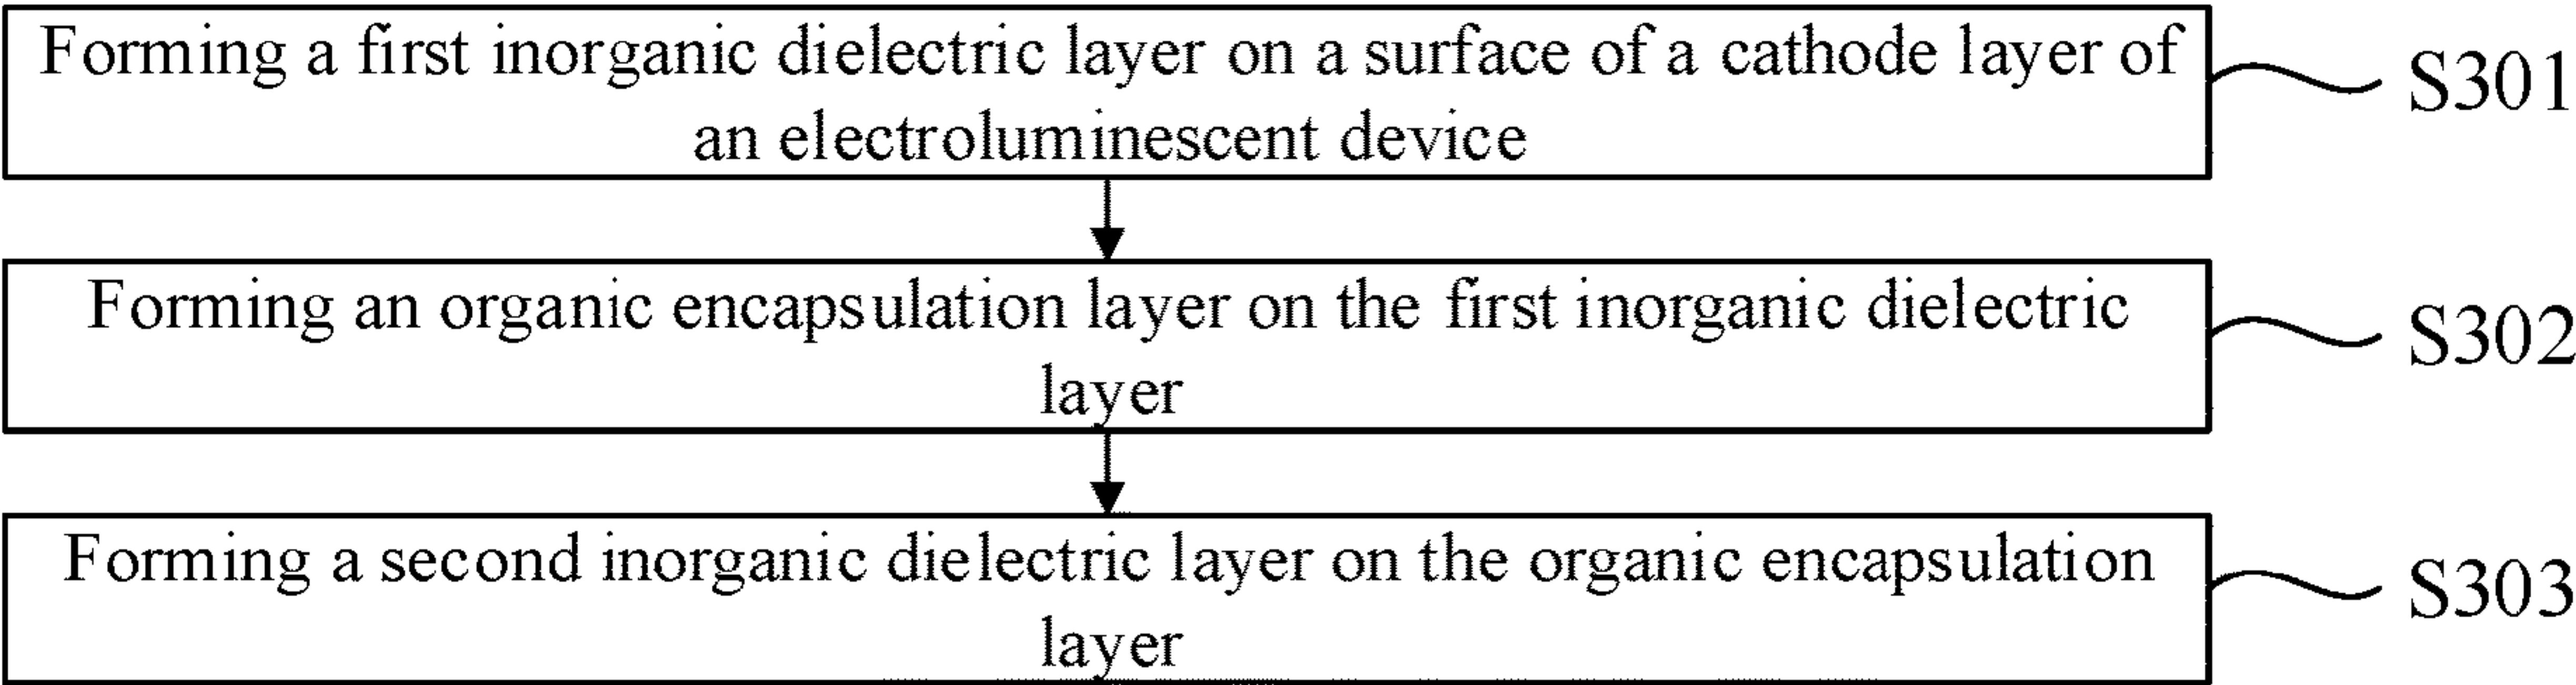 Forming a first inorganic dielectric layer on a surface of a cathode layer of
an electroluminescent device
S301
Forming an organic encapsulation layer on the first inorganic dielectric
layer
S302
Forming a second inorganic dielectric layer on the organic encapsulation
layer
S303